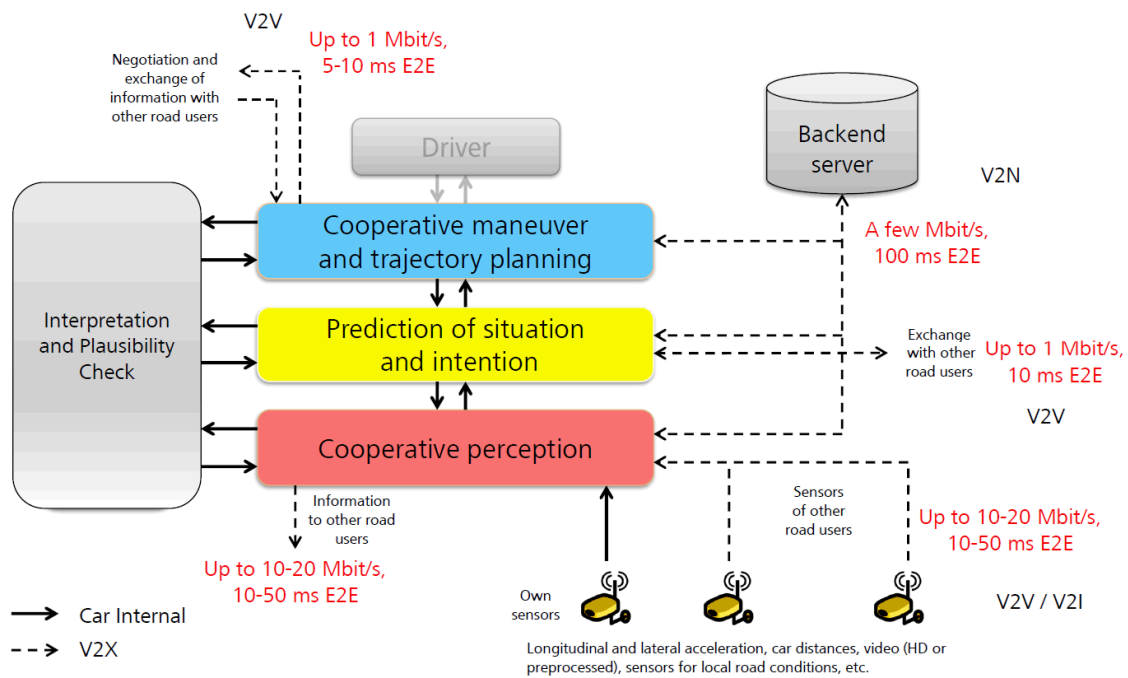 V2V
Up to 1 Mbit/s,
5-10 ms E2E
Negotiation and
exchange of
information with
other road users
Driver
Backend
server
V2N
Cooperative maneuver
and trajectory planning
A few Mbit/s,
100 ms E2E
Interpretation
and Plausibility
Check
Prediction of situation
and intention
Exchange
with other
road users
Up to 1 Mbit/s,
10 ms E2E
V2V
Cooperative perception
Information
to other road
users
Up to 10-20 Mbit/s,
10-50 ms E2E
Sensors
of other
road users
Up to 10-20 Mbit/s,
10-50 ms E2E
Own
sensors
V2V / V2I
Car Internal
V2X
Longitudinal and lateral acceleration, car distances, video (HD or
preprocessed), sensors for local road conditions, etc.